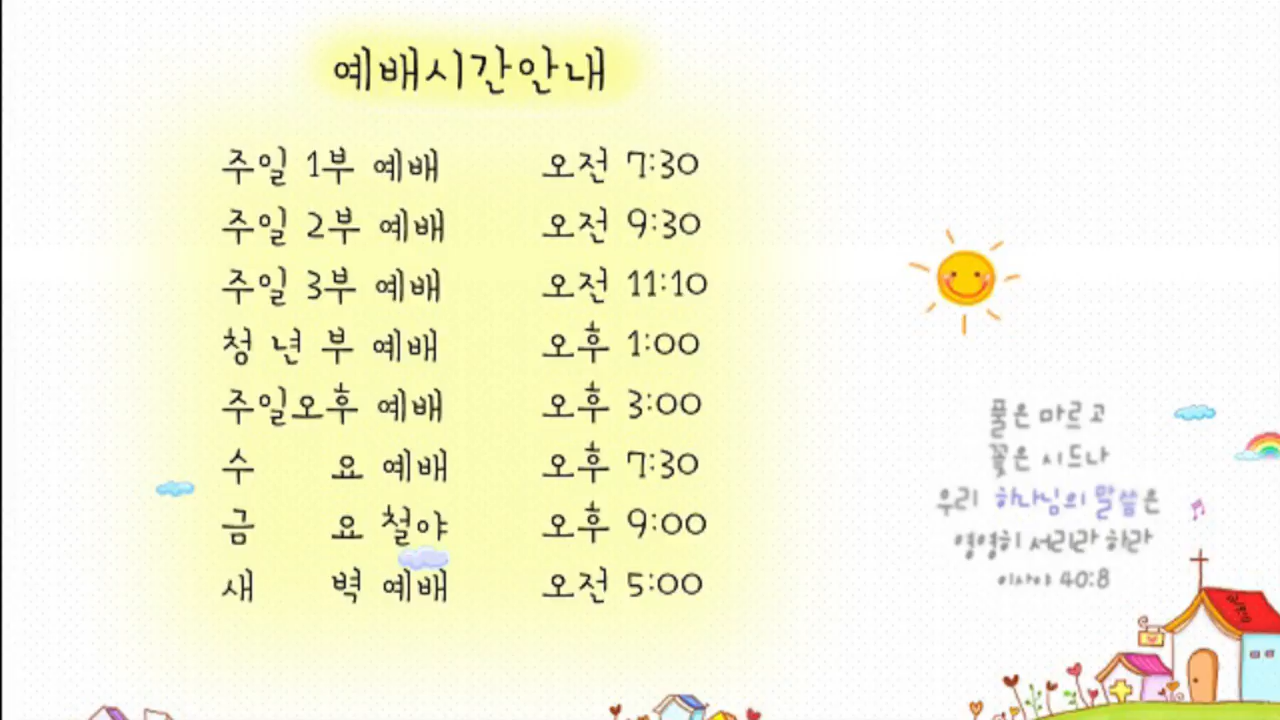 예배시간안내
주일 1부 예배 오전 7:30
주일 2부 예배 오전 9:30
주일 3부 예배 오전 11:10
청 년 부 예배 오후 1:00
주일오후 예배 오후 3:00
수 요 예배 오후 7:30
금 요 철야 오후 9:00
새 벽 예배 오전 5:00
풀은 마르고
꽃은 시드나
우리 하나님의 말씀은
영영히 서리라 하라
이사야 40:8